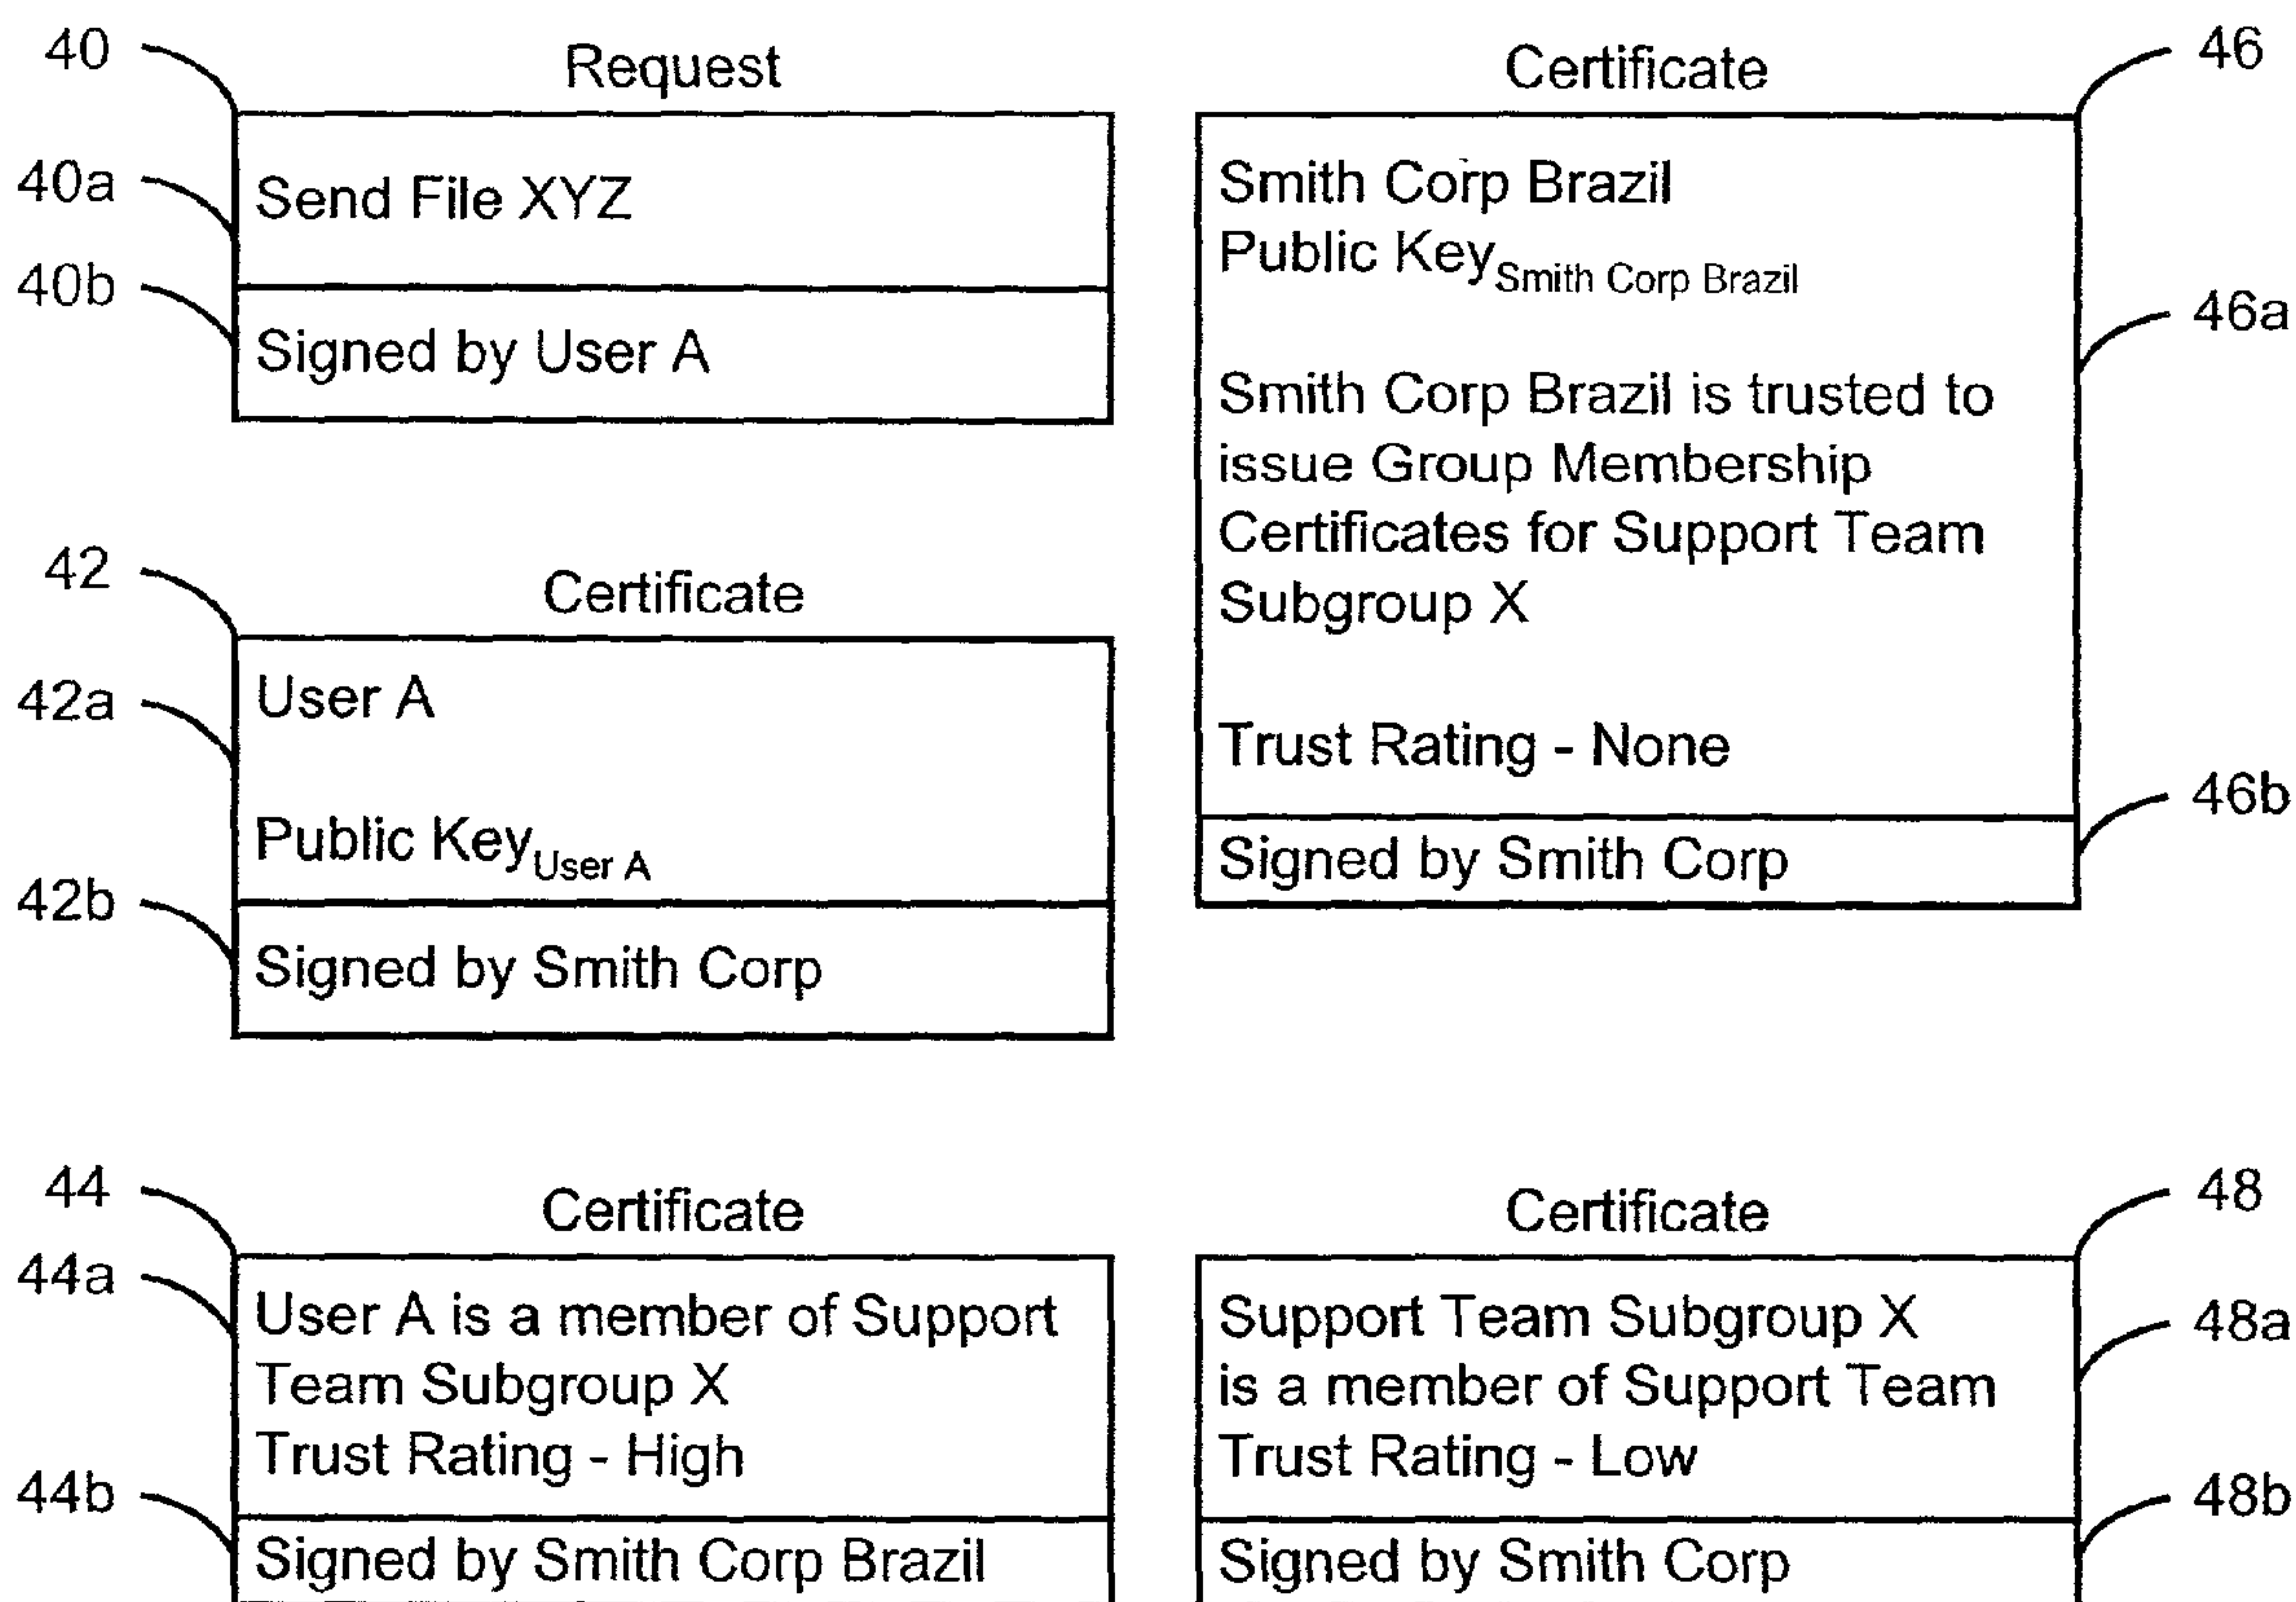 40
Request
40a
Send File XYZ
40b
Signed by User A
42
Certificate
42a
User A
Public Key User A
42b
Signed by Smith Corp
44
Certificate
44a
User A is a member of Support
Team Subgroup X
Trust Rating - High
44b
Signed by Smith Corp Brazil
Certificate
46
Smith Corp Brazil
Public Key Smith Corp Brazil
46a
Smith Corp Brazil is trusted to
issue Group Membership
Certificates for Support Team
Subgroup X
Trust Rating - None
46b
Signed by Smith Corp
Certificate
48
Support Team Subgroup X
48a
is a member of Support Team
Trust Rating - Low
48b
Signed by Smith Corp